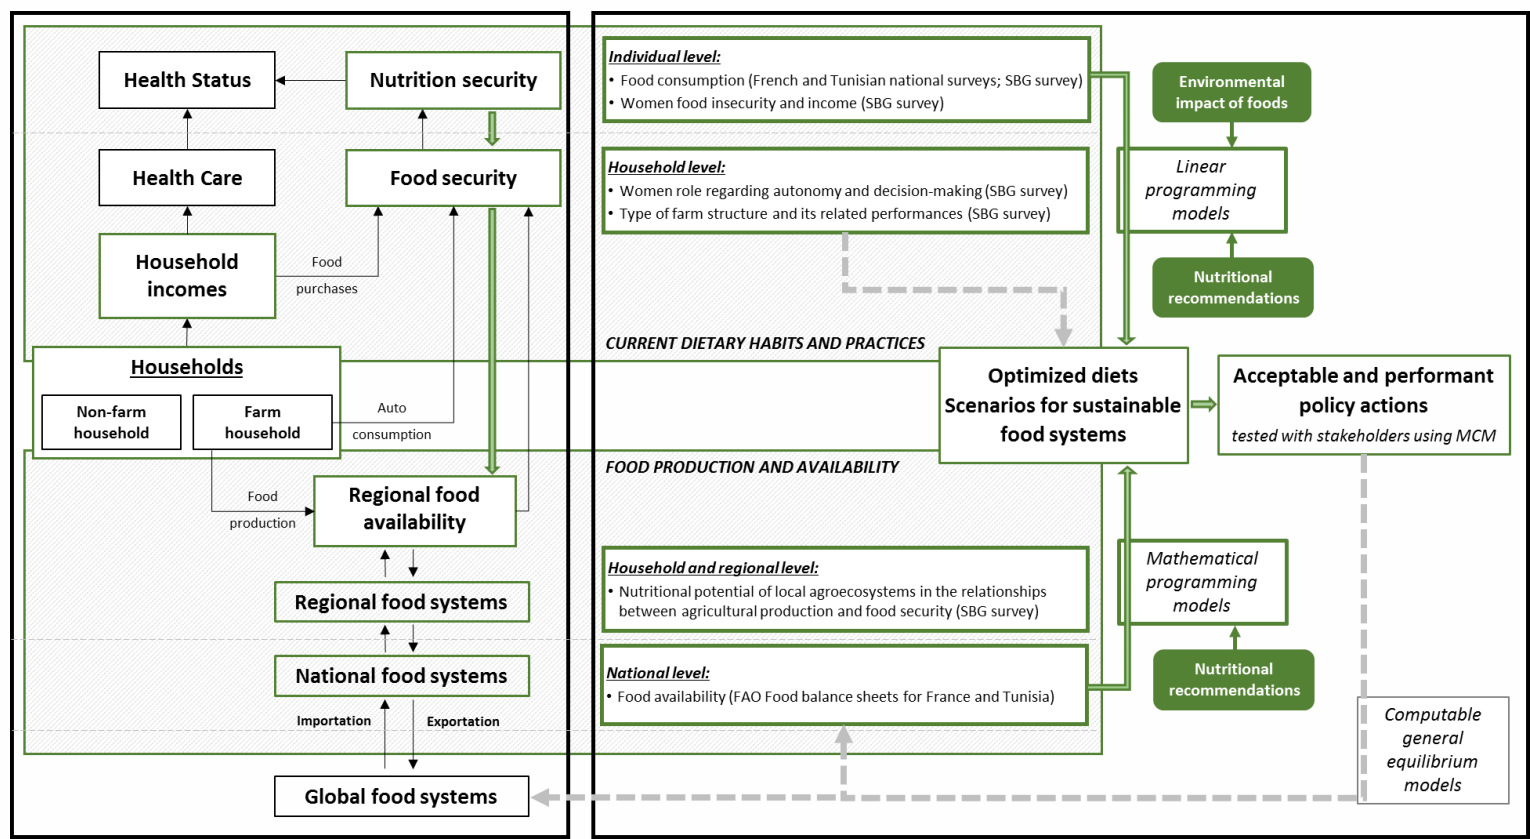 Health Status
Nutrition security
Health Care
Food security
Household
incomes
Food
purchases
Households
Non-farm
household
Farm
household
Auto
consumption
Food
production
Regional food
availability
Regional food systems
National food systems
Importation
Exportation
Global food systems
Individual level:
• Food consumption (French and Tunisian national surveys; SBG survey)
• Women food insecurity and income (SBG survey)
Household level:
• Women role regarding autonomy and decision-making (SBG survey)
• Type of farm structure and its related performances (SBG survey)
CURRENT DIETARY HABITS AND PRACTICES
FOOD PRODUCTION AND AVAILABILITY
Household and regional level:
• Nutritional potential of local agroecosystems in the relationships
between agricultural production and food security (SBG survey)
National level:
• Food availability (FAO Food balance sheets for France and Tunisia)
Environmental
impact of foods
Linear
programming
models
Nutritional
recommendations
Optimized diets
Scenarios for sustainable
food systems
Acceptable and performant
policy actions
tested with stakeholders using MCM
Mathematical
programming
models
Nutritional
recommendations
Computable
general
equilibrium
models